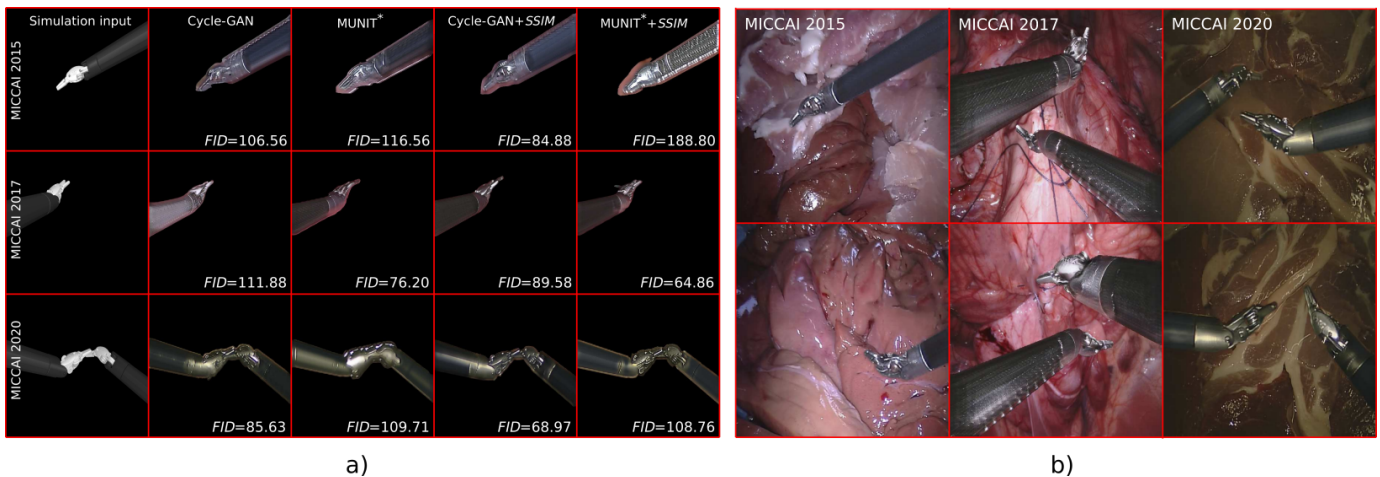 Simulation input
Cycle-GAN
MUNIT*
Cycle-GAN+SSIM
MUNIT*+SSIM
MICCAI 2015
FID=106.56
FID=116.56
FID=84.88
FID=188.80
MICCAI 2017
FID=111.88
FID=76.20
FID=89.58
FID=64.86
MICCAI 2020
FID=85.63
FID=109.71
FID=68.97
FID=108.76
a)
MICCAI 2015
MICCAI 2017
MICCAI 2020
b)